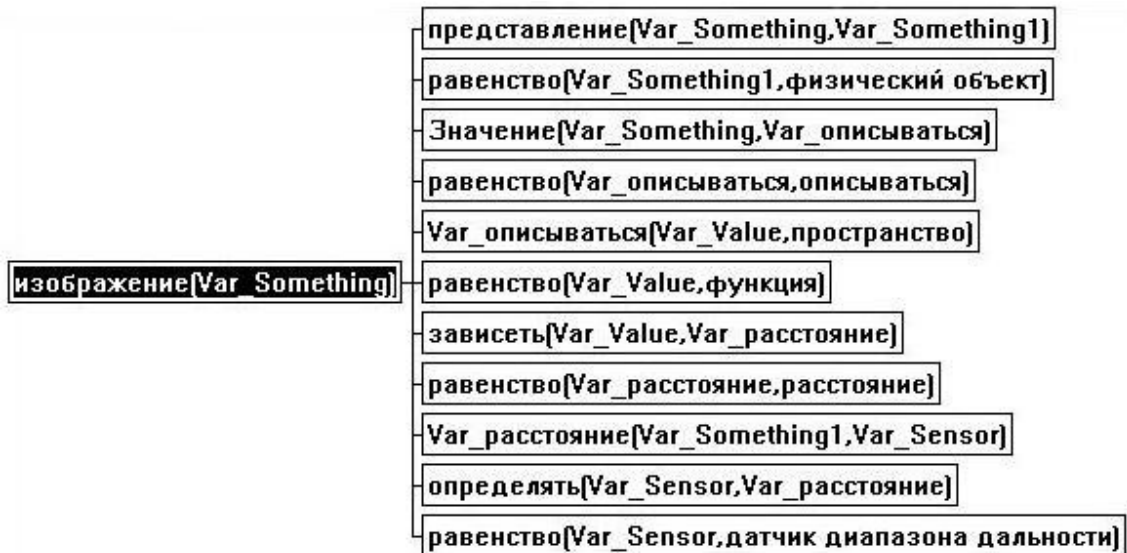 представление(Var_Something,Var_Something1)
равенство(Var_Something1,физический объект)
Значение(Var_Something,Var_описываться)
равенство(Var_описываться,описываться)
Var_описываться(Var_Value,пространство)
изображение(Var_Something)
равенство(Var_Value,функция)
зависеть(Var_Value,Var_расстояние)
равенство(Var_расстояние,расстояние)
Var_расстояние(Var_Something1,Var_Sensor)
определять(Var_Sensor,Var_расстояние)
равенство(Var_Sensor,датчик диапазона дальности)